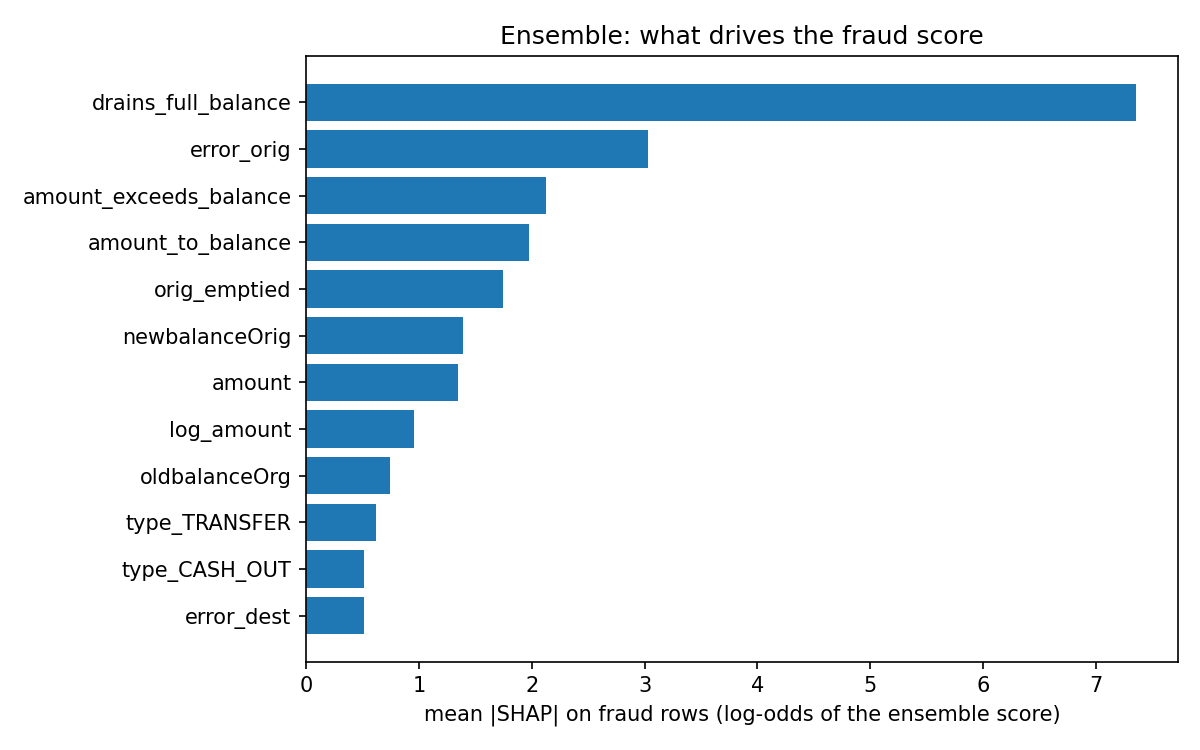 Ensemble: what drives the fraud score
drains_full_balance
error_orig
amount_exceeds_balance
amount_to_balance
orig_emptied
newbalanceOrig
amount
log_amount
oldbalanceOrg
type_TRANSFER
type_CASH_OUT
error_dest
0 1 2 3 4 5 6 7
mean |SHAP| on fraud rows (log-odds of the ensemble score)